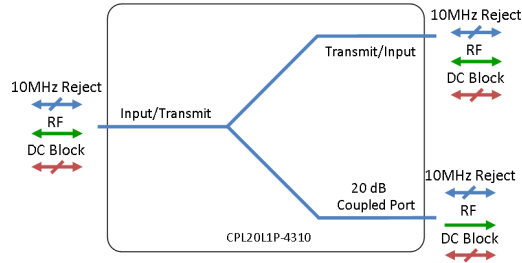 10MHz Reject
RF
DC Block
Input/Transmit
Transmit/Input
10MHz Reject
RF
DC Block
20 dB
Coupled Port
10MHz Reject
RF
DC Block
CPL20L1P-4310